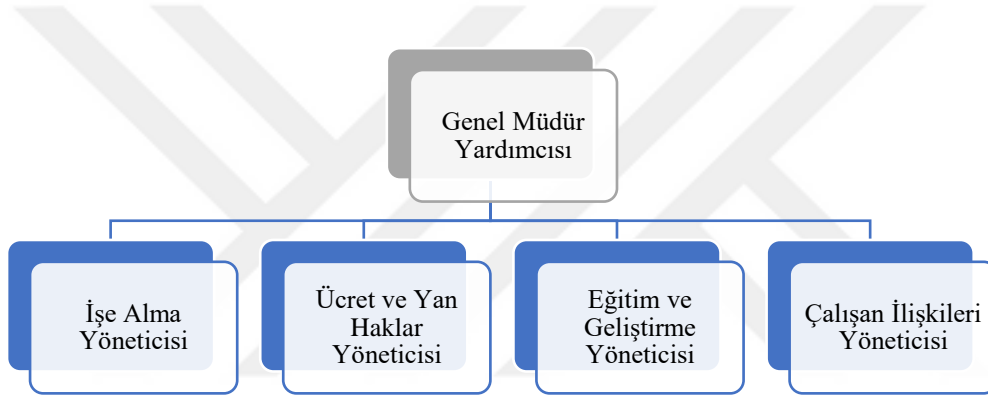 Genel Müdür
Yardımcısı
İşe Alma
Yöneticisi
Ücret ve Yan
Haklar
Yöneticisi
Eğitim ve
Geliştirme
Yöneticisi
Çalışan İlişkileri
Yöneticisi